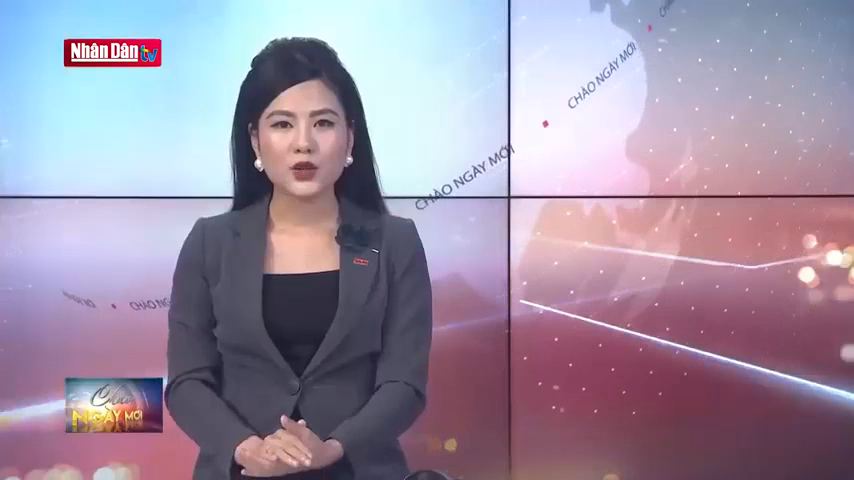 Nhân Dân tv
CHÀO NGÀY MỚI
CHÀO NGÀY MỚI
CHÀO
NGÀY MỚI